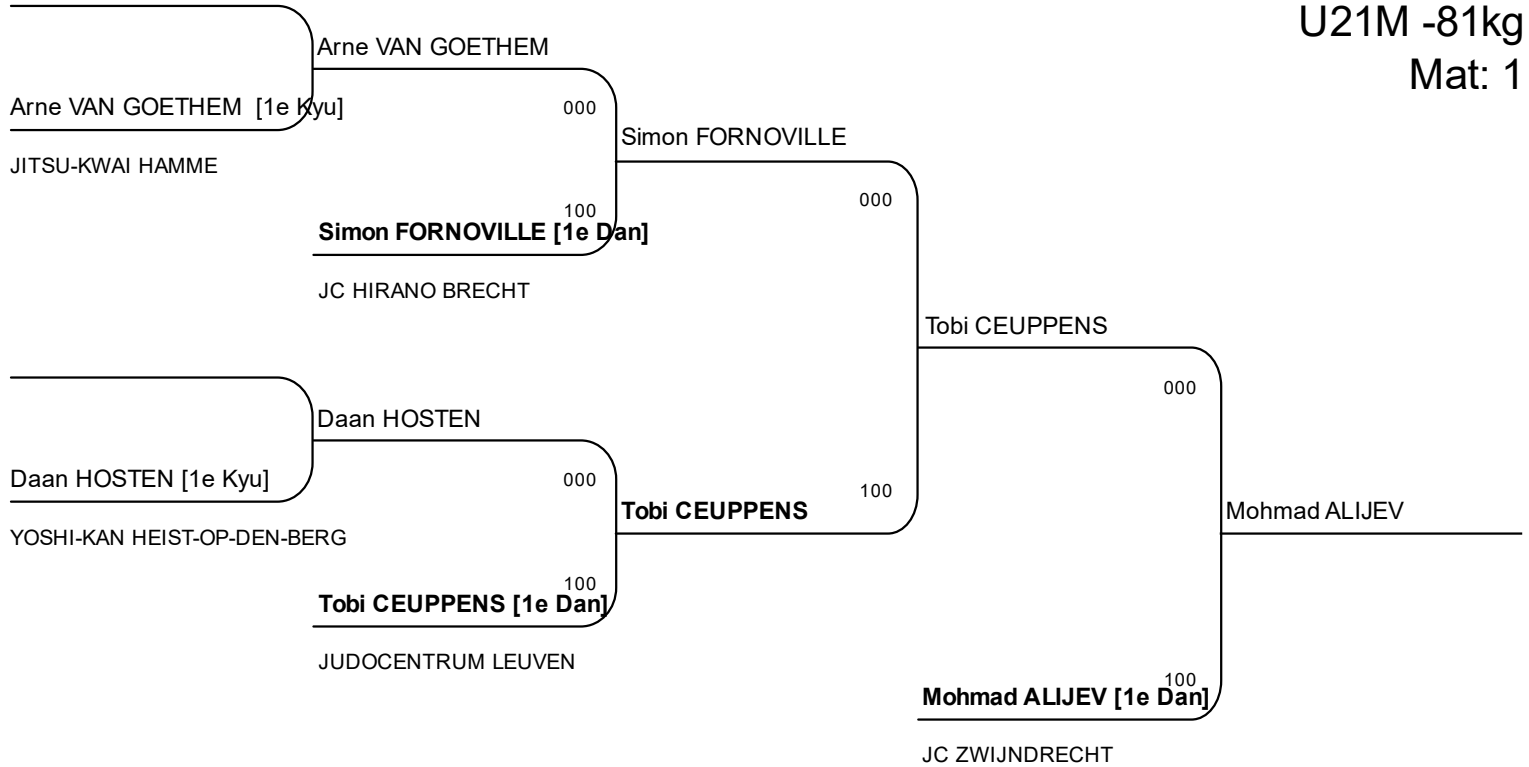 U21M -81kg
Mat: 1
Arne VAN GOETHEM
Arne VAN GOETHEM [1e Kyu]
000
JITSU-KWAI HAMME
Simon FORNOVILLE
000
100
Simon FORNOVILLE [1e Dan]
JC HIRANO BRECHT
Tobi CEUPPENS
000
Daan HOSTEN
Daan HOSTEN [1e Kyu]
000
YOSHI-KAN HEIST-OP-DEN-BERG
100
Tobi CEUPPENS
Mohmad ALIJEV
100
Tobi CEUPPENS [1e Dan]
JUDOCENTRUM LEUVEN
100
Mohmad ALIJEV [1e Dan]
JC ZWIJNDRECHT